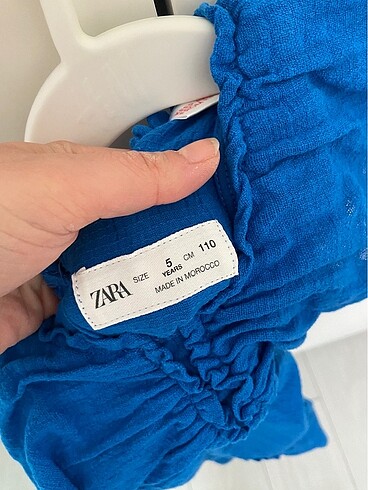 ZARA
SIZE 5 YEARS CM 110
MADE IN MOROCCO